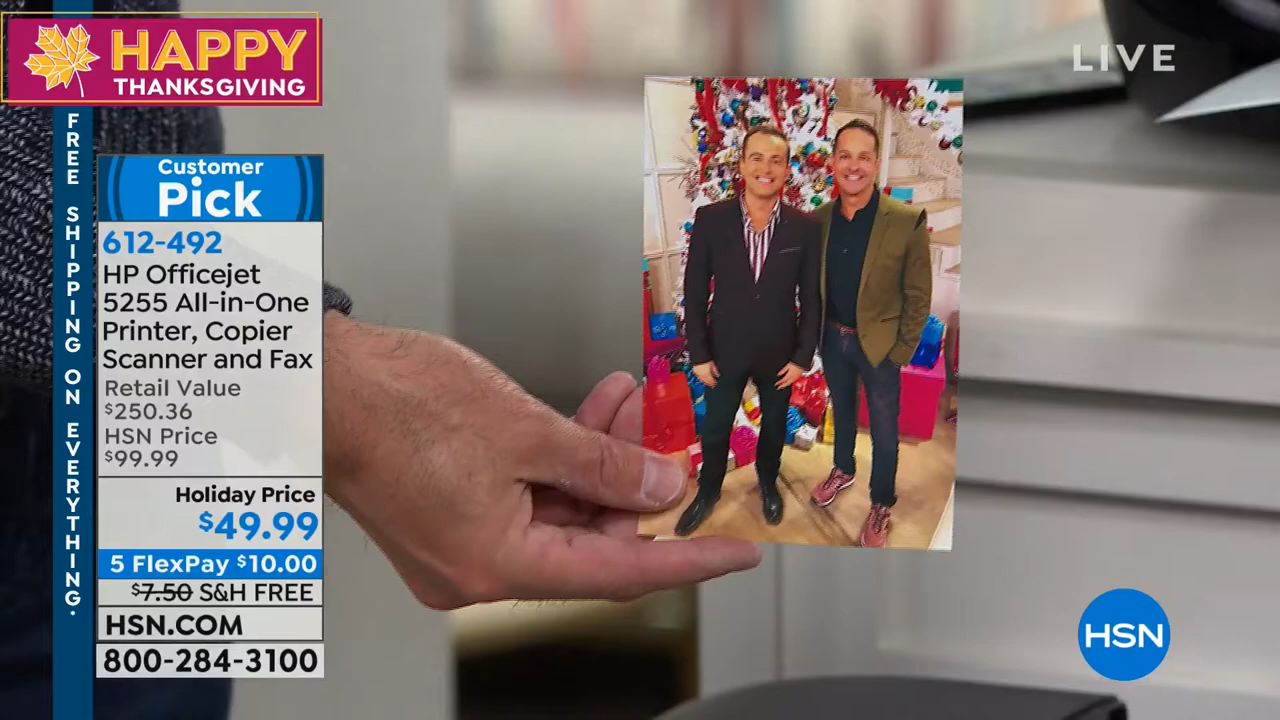 HAPPY
THANKSGIVING
LIVE
FREE SHIPPING ON EVERYTHING.
Customer
Pick
612-492
HP Officejet
5255 All-in-One
Printer, Copier
Scanner and Fax
Retail Value
$250.36
HSN Price
$99.99
Holiday Price
$49.99
5 FlexPay $10.00
$7.50 S&H FREE
HSN.COM
800-284-3100
HSN